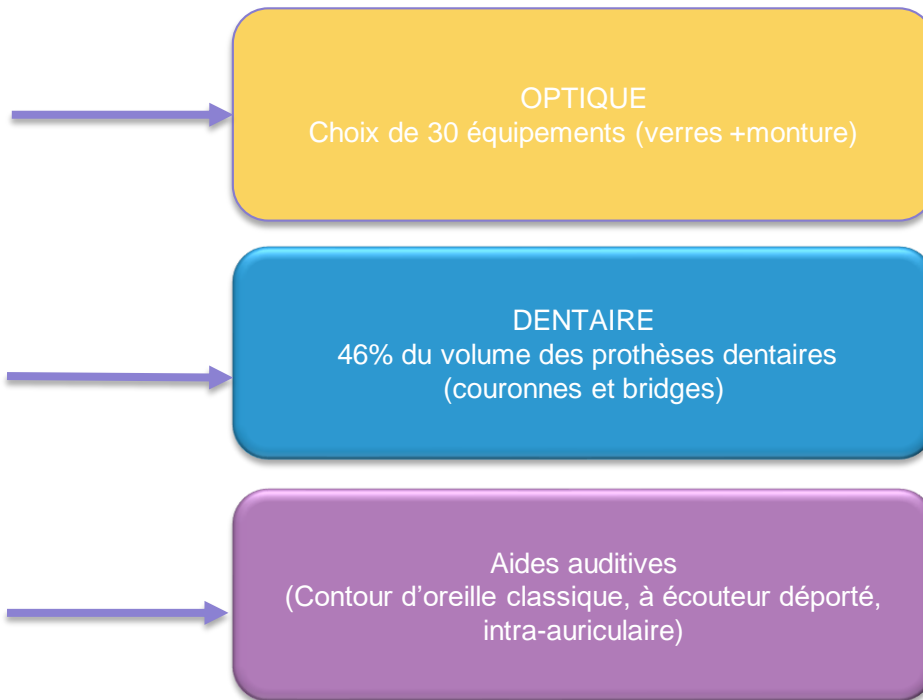 OPTIQUE
Choix de 30 équipements (verres +monture)
DENTAIRE
46% du volume des prothèses dentaires
(couronnes et bridges)
Aides auditives
(Contour d’oreille classique, à écouteur déporté,
intra-auriculaire)